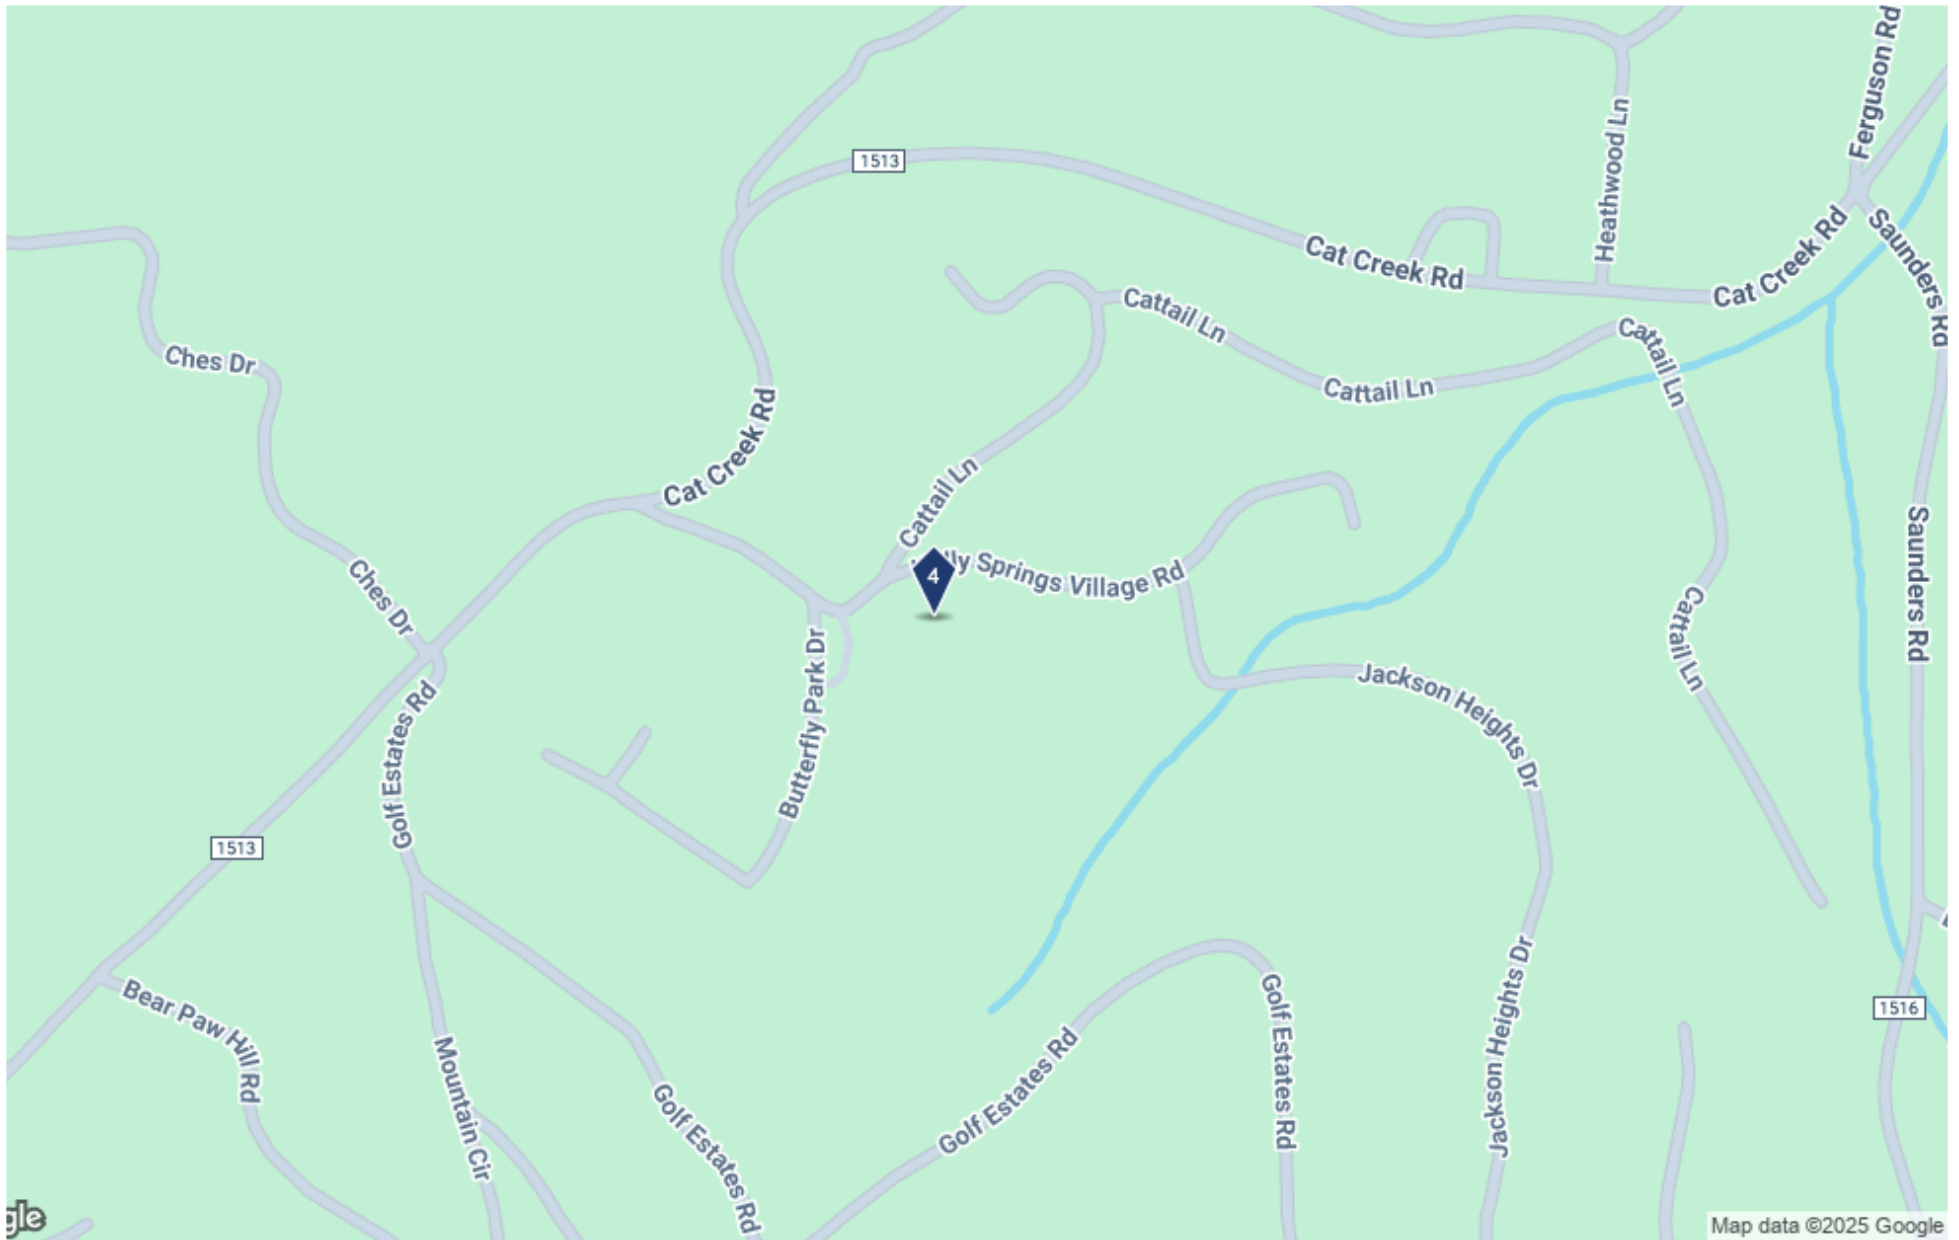 Ferguson Rd
1513
Heathwood Ln
Cat Creek Rd
Cat Creek Rd
Saunders Rd
Cattail Ln
Cattail Ln
Cattail Ln
Ches Dr
Cat Creek Rd
Cattail Ln
Springs Village Rd
4
Ches Dr
Saunders Rd
Cattail Ln
Butterfly Park Dr
Jackson Heights Dr
Golf Estates Rd
1513
Bear Paw Hill Rd
Mountain Cir
Golf Estates Rd
Golf Estates Rd
Golf Estates Rd
Jackson Heights Dr
1516
gle
Map data ©2025 Google